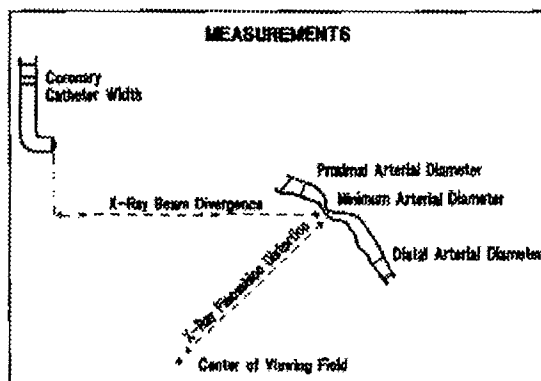 MEASUREMENTS
Coronary
Catheter Width
Proximal Arterial Diameter
Minimum Arterial Diameter
X-Ray Beam Divergence
Distal Arterial Diameter
X-Ray Pincushion Distortion
Center of Viewing Field